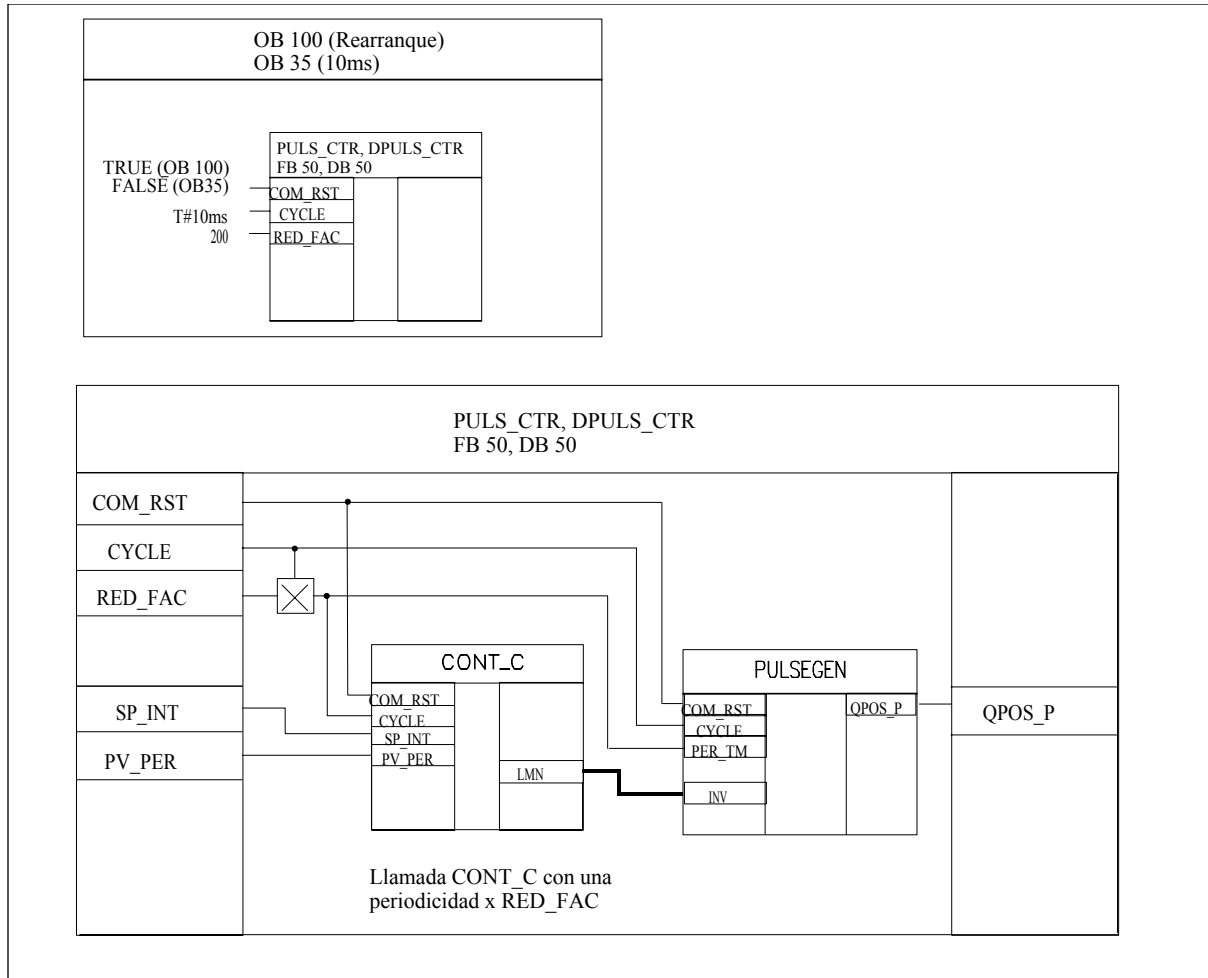 OB 100 (Rearranque)
OB 35 (10ms)
PULS_CTR, DPULS_CTR
FB 50, DB 50
TRUE (OB 100)
FALSE (OB35)
COM_RST
T#10ms
CYCLE
200
RED_FAC
PULS_CTR, DPULS_CTR
FB 50, DB 50
COM_RST
CYCLE
RED_FAC
SP_INT
PV_PER
CONT_C
COM_RST
CYCLE
SP_INT
PV_PER
LMN
PULSEGEN
COM_RST
CYCLE
PER_TM
INV
QPOS_P
QPOS_P
Llamada CONT_C con una
periodicidad x RED_FAC